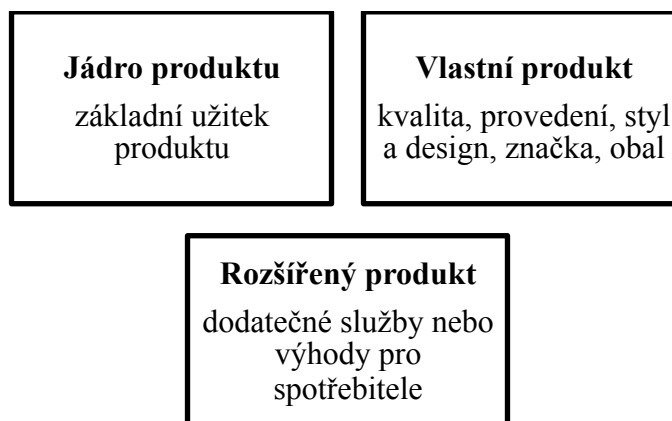 Jádro produktu
základní užitek
produktu
Vlastní produkt
kvalita, provedení, styl
a design, značka, obal
Rozšířený produkt
dodatečné služby nebo
výhody pro
spotřebitele